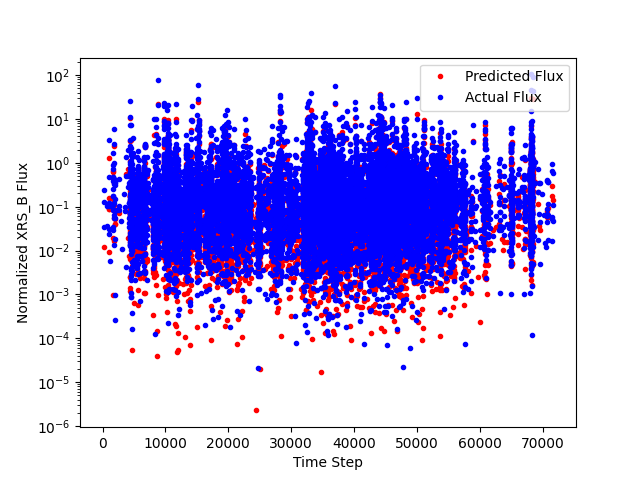 Predicted Flux
Actual Flux
Normalized XRS_B Flux
10²
10¹
10⁰
10⁻¹
10⁻²
10⁻³
10⁻⁴
10⁻⁵
10⁻⁶
0 10000 20000 30000 40000 50000 60000 70000
Time Step